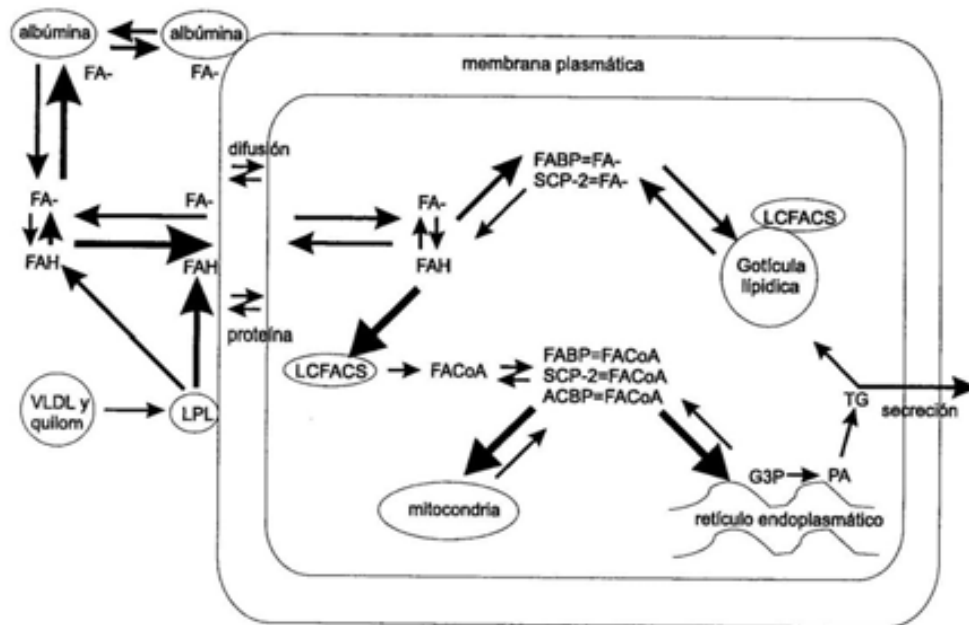 albúmina
albúmina
FA-
FA-
membrana plasmática
difusión
FABP=FA-
SCP-2=FA-
FA-
FA-
FA-
LCFACS
FAH
FAH
FAH
Gotícula
lípidica
proteína
LCFACS
FACoA
FABP=FACoA
SCP-2=FACoA
ACBP=FACoA
VLDL y
quilom
LPL
TG
secreción
G3P
PA
mitocondria
retículo endoplasmático